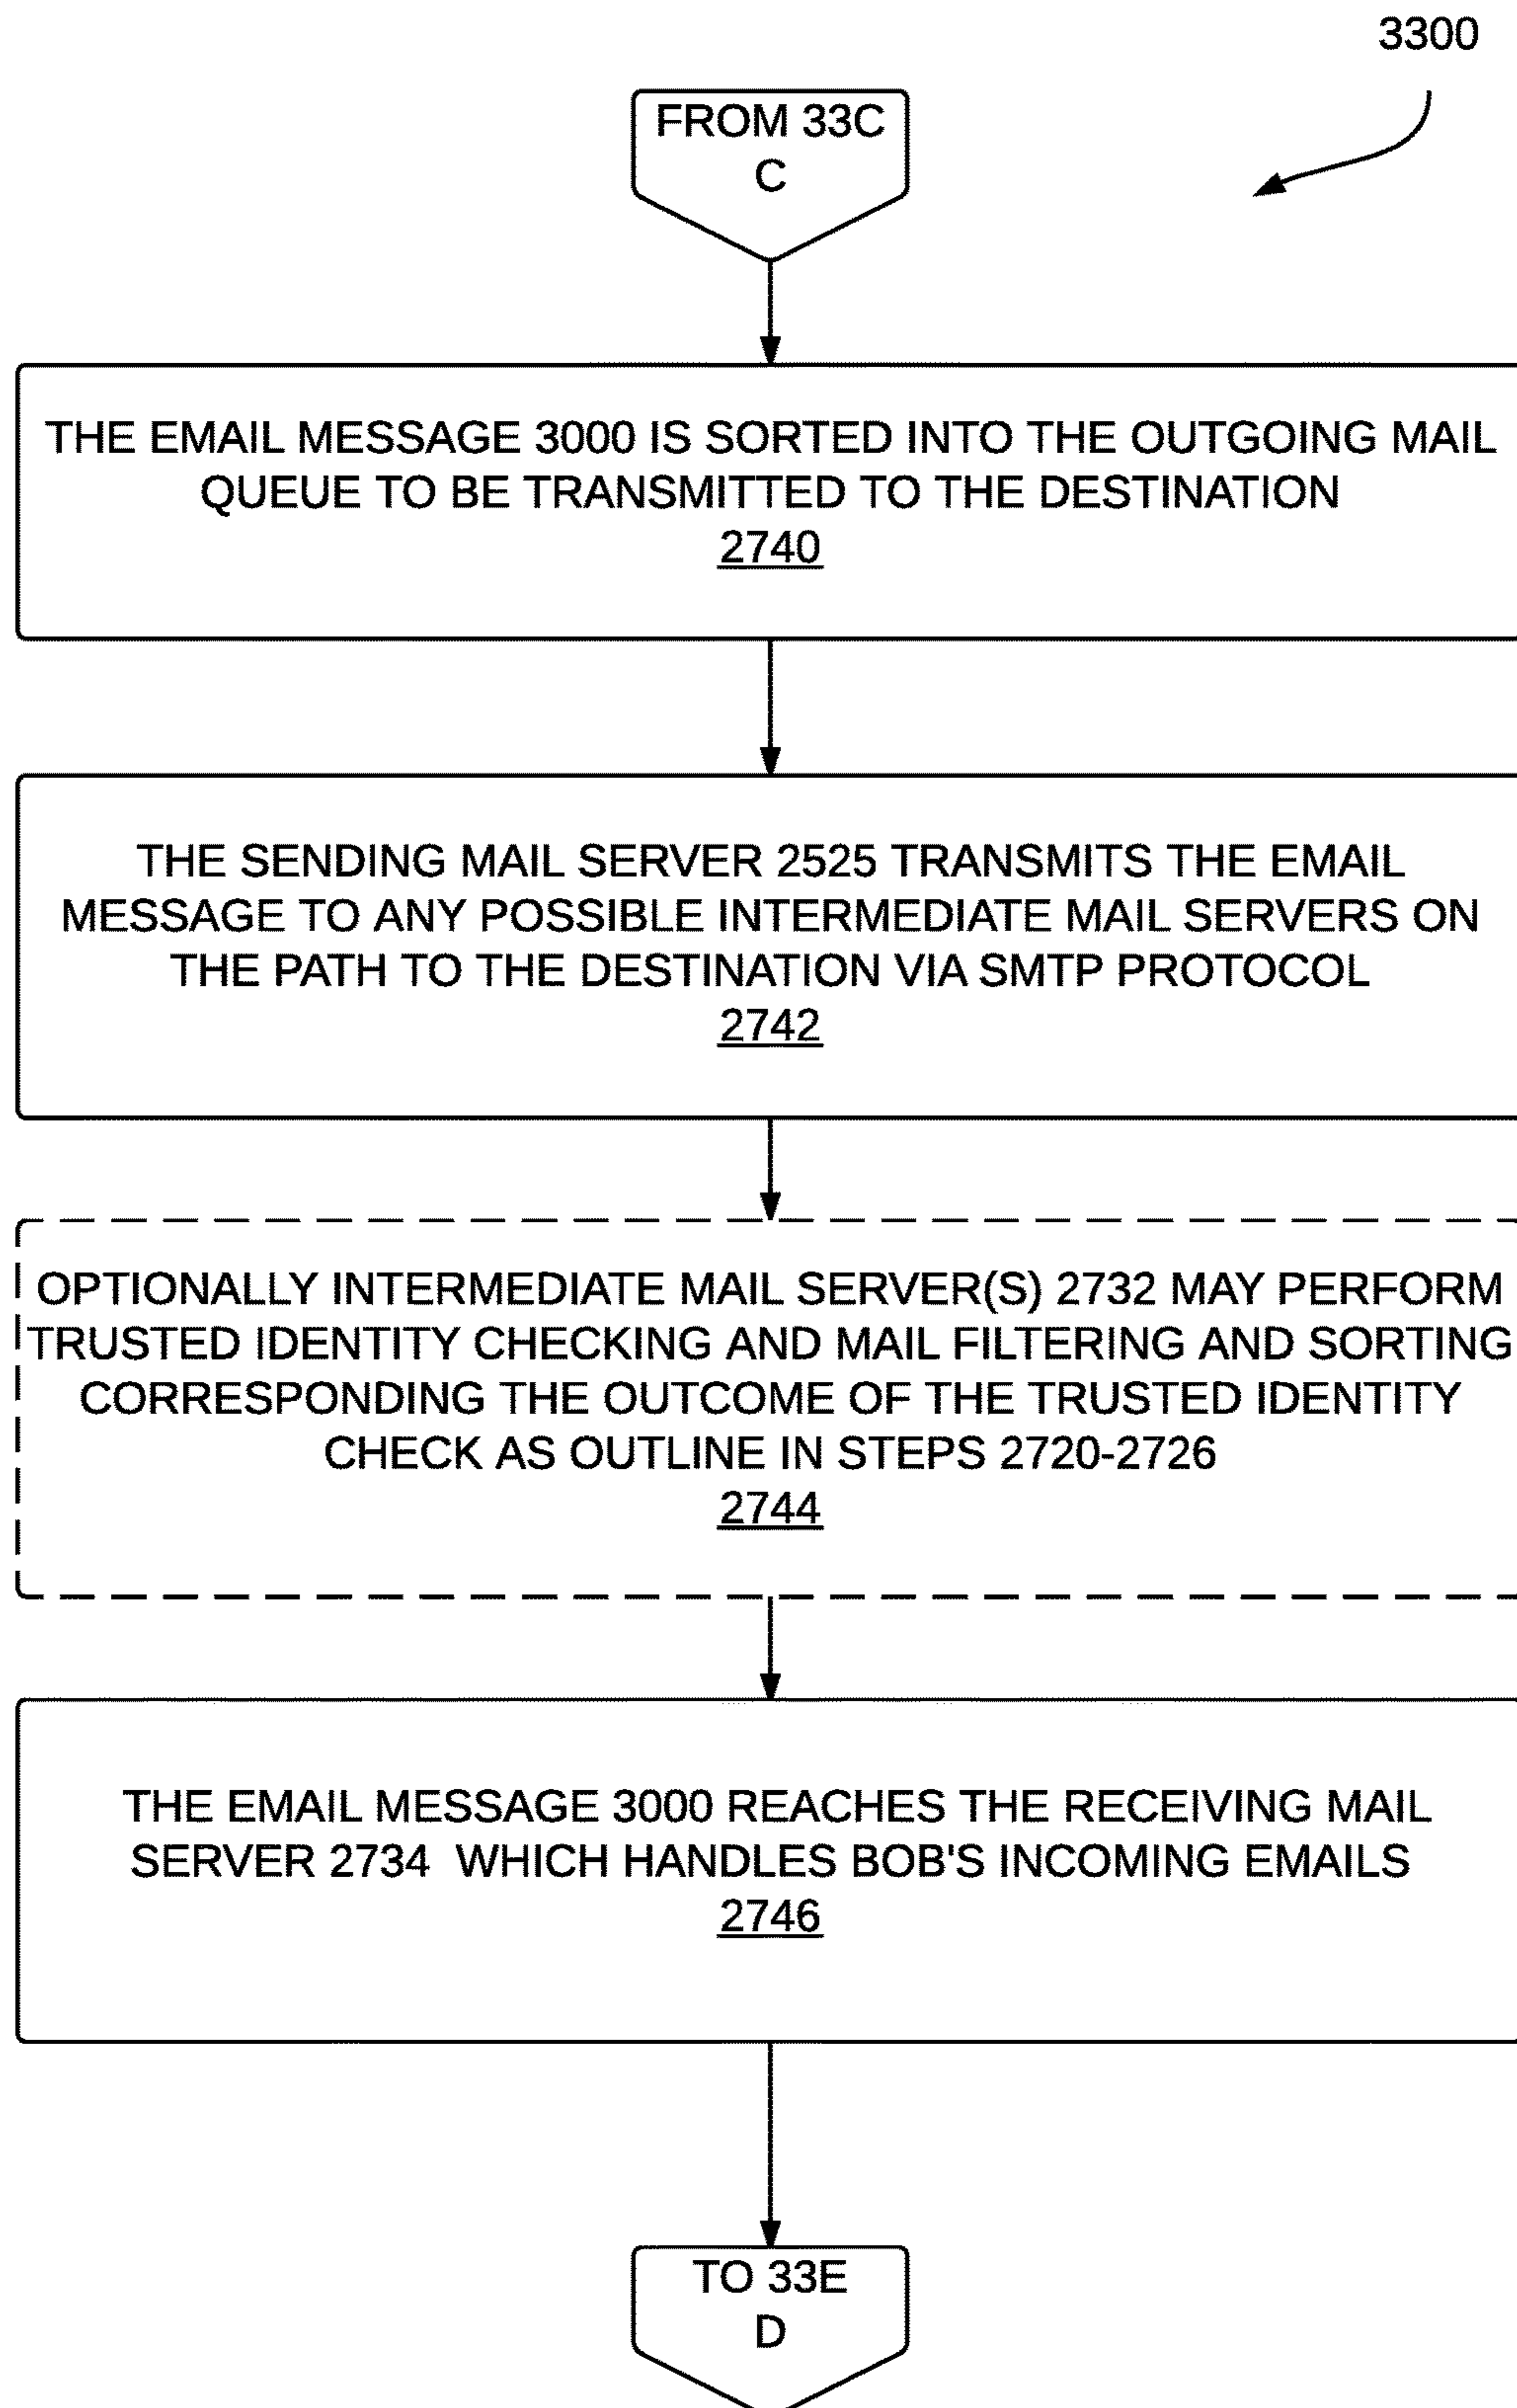 3300
FROM 33C
C
THE EMAIL MESSAGE 3000 IS SORTED INTO THE OUTGOING MAIL
QUEUE TO BE TRANSMITTED TO THE DESTINATION
2740
THE SENDING MAIL SERVER 2525 TRANSMITS THE EMAIL
MESSAGE TO ANY POSSIBLE INTERMEDIATE MAIL SERVERS ON
THE PATH TO THE DESTINATION VIA SMTP PROTOCOL
2742
OPTIONALLY INTERMEDIATE MAIL SERVER(S) 2732 MAY PERFORM
TRUSTED IDENTITY CHECKING AND MAIL FILTERING AND SORTING
CORRESPONDING THE OUTCOME OF THE TRUSTED IDENTITY
CHECK AS OUTLINE IN STEPS 2720-2726
2744
THE EMAIL MESSAGE 3000 REACHES THE RECEIVING MAIL
SERVER 2734 WHICH HANDLES BOB'S INCOMING EMAILS
2746
TO 33E
D